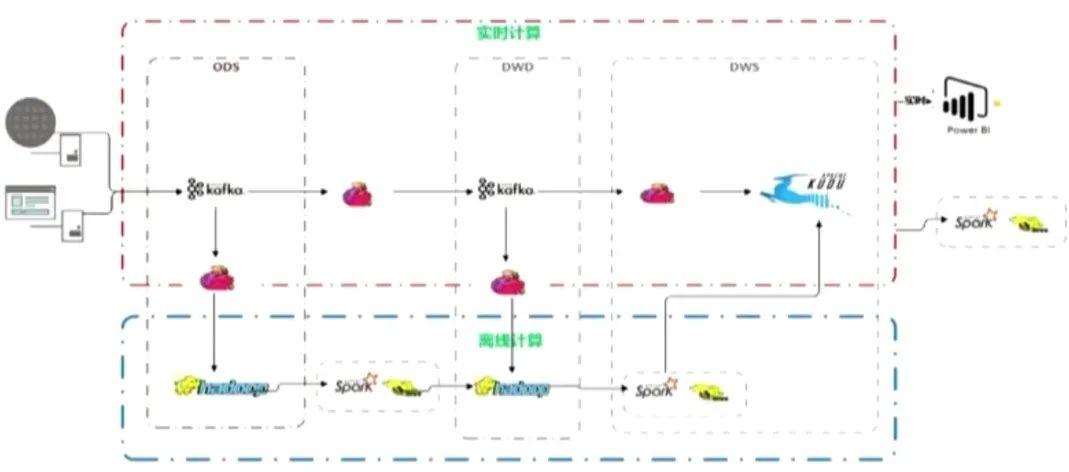 实时计算
ODS
DWD
DWS
Power BI
kafka
kafka
APACHE
KUDU
Spark
离线计算
hadoop
Spark
hadoop
Spark